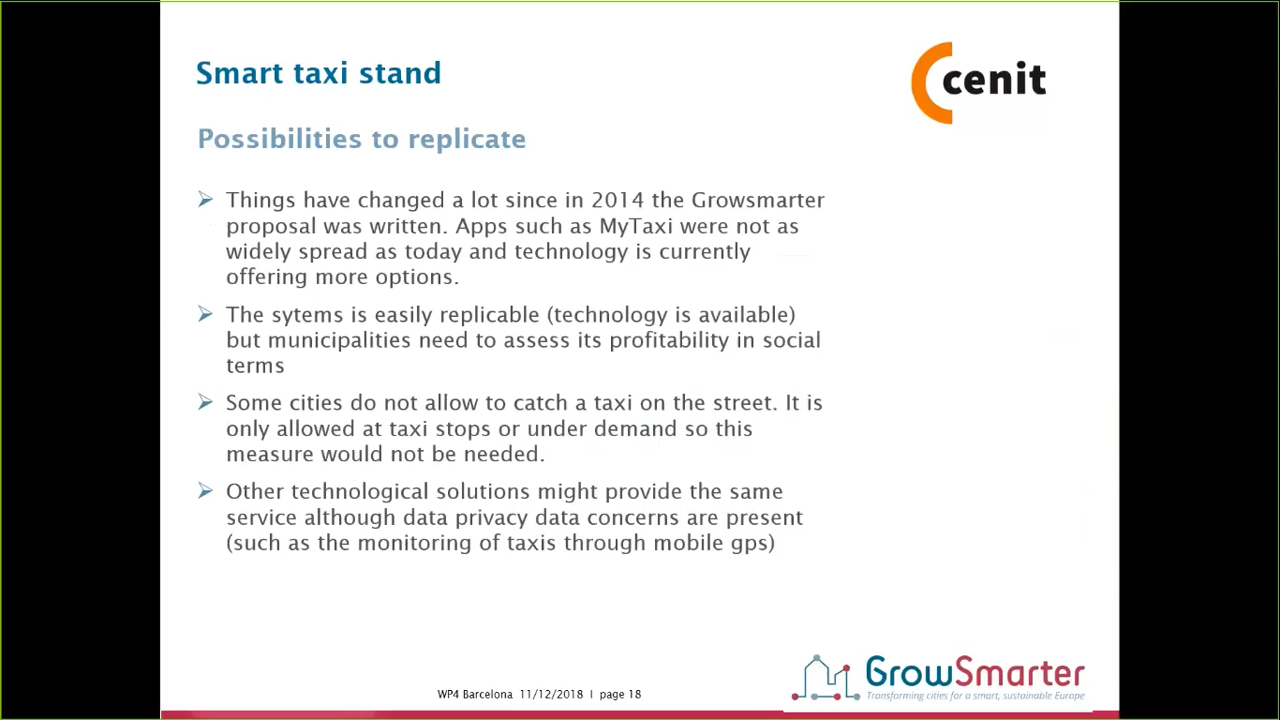 Smart taxi stand
cenit
Possibilities to replicate
Things have changed a lot since in 2014 the Growsmarter
proposal was written. Apps such as MyTaxi were not as
widely spread as today and technology is currently
offering more options.
The sytems is easily replicable (technology is available)
but municipalities need to assess its profitability in social
terms
Some cities do not allow to catch a taxi on the street. It is
only allowed at taxi stops or under demand so this
measure would not be needed.
Other technological solutions might provide the same
service although data privacy data concerns are present
(such as the monitoring of taxis through mobile gps)
GrowSmarter
Transforming cities for a smart, sustainable Europe
WP4 Barcelona 11/12/2018 I page 18